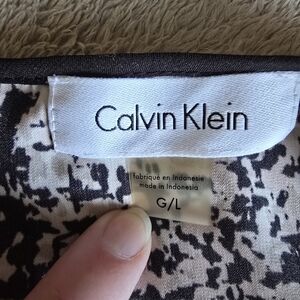 Calvin Klein
fabriqué en Indonésie
made in Indonesia
G/L